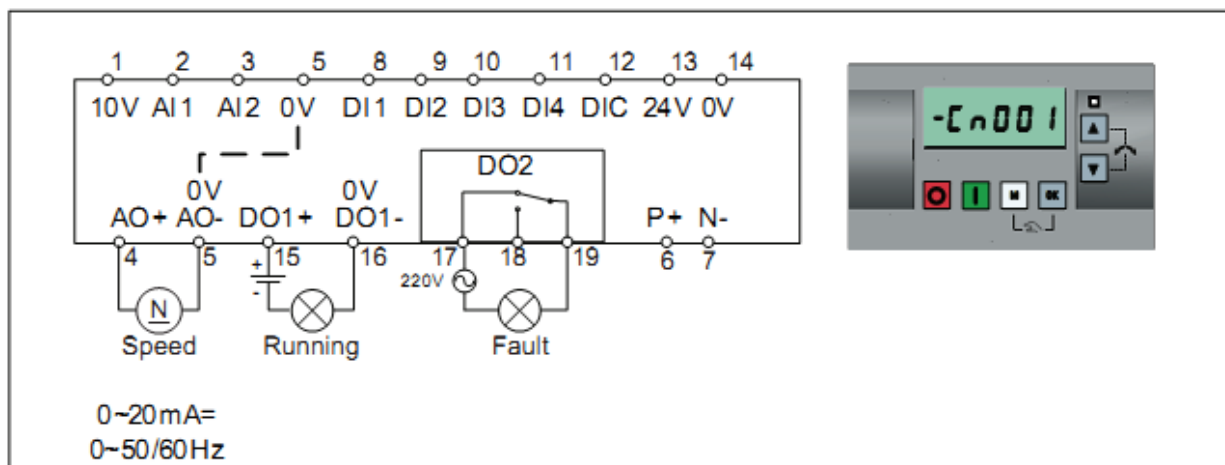 1 2 3 5 8 9 10 11 12 13 14
10V AI1 AI2 0V DI1 DI2 DI3 DI4 DIC 24V 0V
-Cn001
DO2
0V 0V
AO+ AO- DO1+ DO1- P+ N-
M OK
4 5 15 16 17 18 19 6 7
+
-
220V
N
Speed Running Fault
0~20mA=
0~50/60Hz